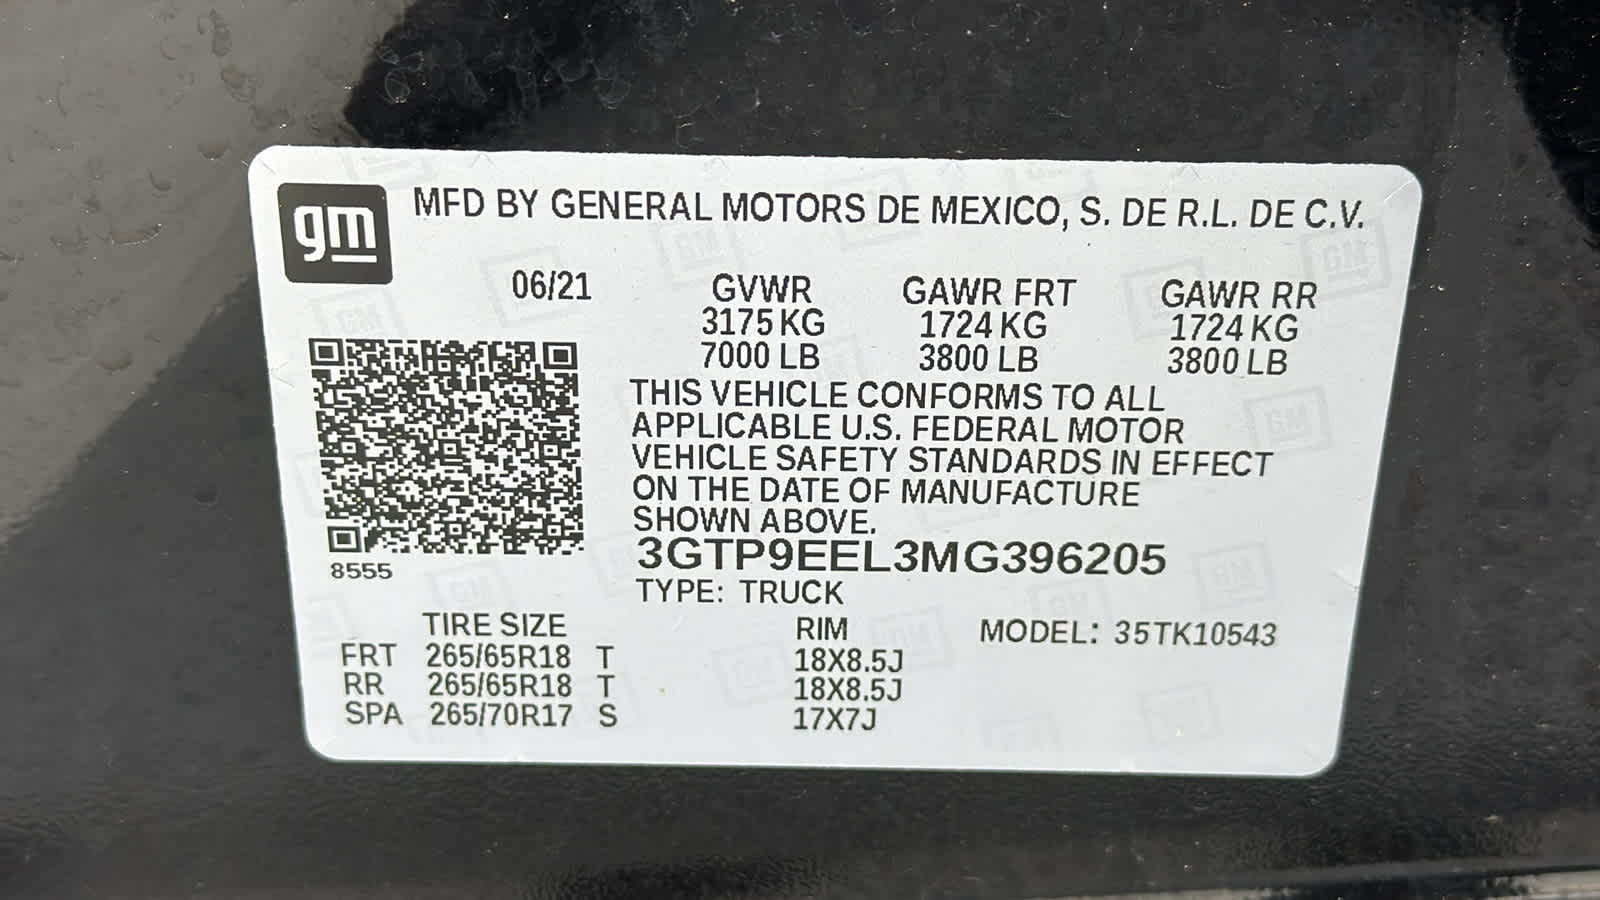 gm
MFD BY GENERAL MOTORS DE MEXICO, S. DE R.L. DE C.V.
06/21 GVWR GAWR FRT GAWR RR
3175 KG 1724 KG 1724 KG
7000 LB 3800 LB 3800 LB
THIS VEHICLE CONFORMS TO ALL
APPLICABLE U.S. FEDERAL MOTOR
VEHICLE SAFETY STANDARDS IN EFFECT
ON THE DATE OF MANUFACTURE
SHOWN ABOVE.
3GTP9EEL3MG396205
8555
TYPE: TRUCK
TIRE SIZE RIM MODEL: 35TK10543
FRT 265/65R18 T 18X8.5J
RR 265/65R18 T 18X8.5J
SPA 265/70R17 S 17X7J